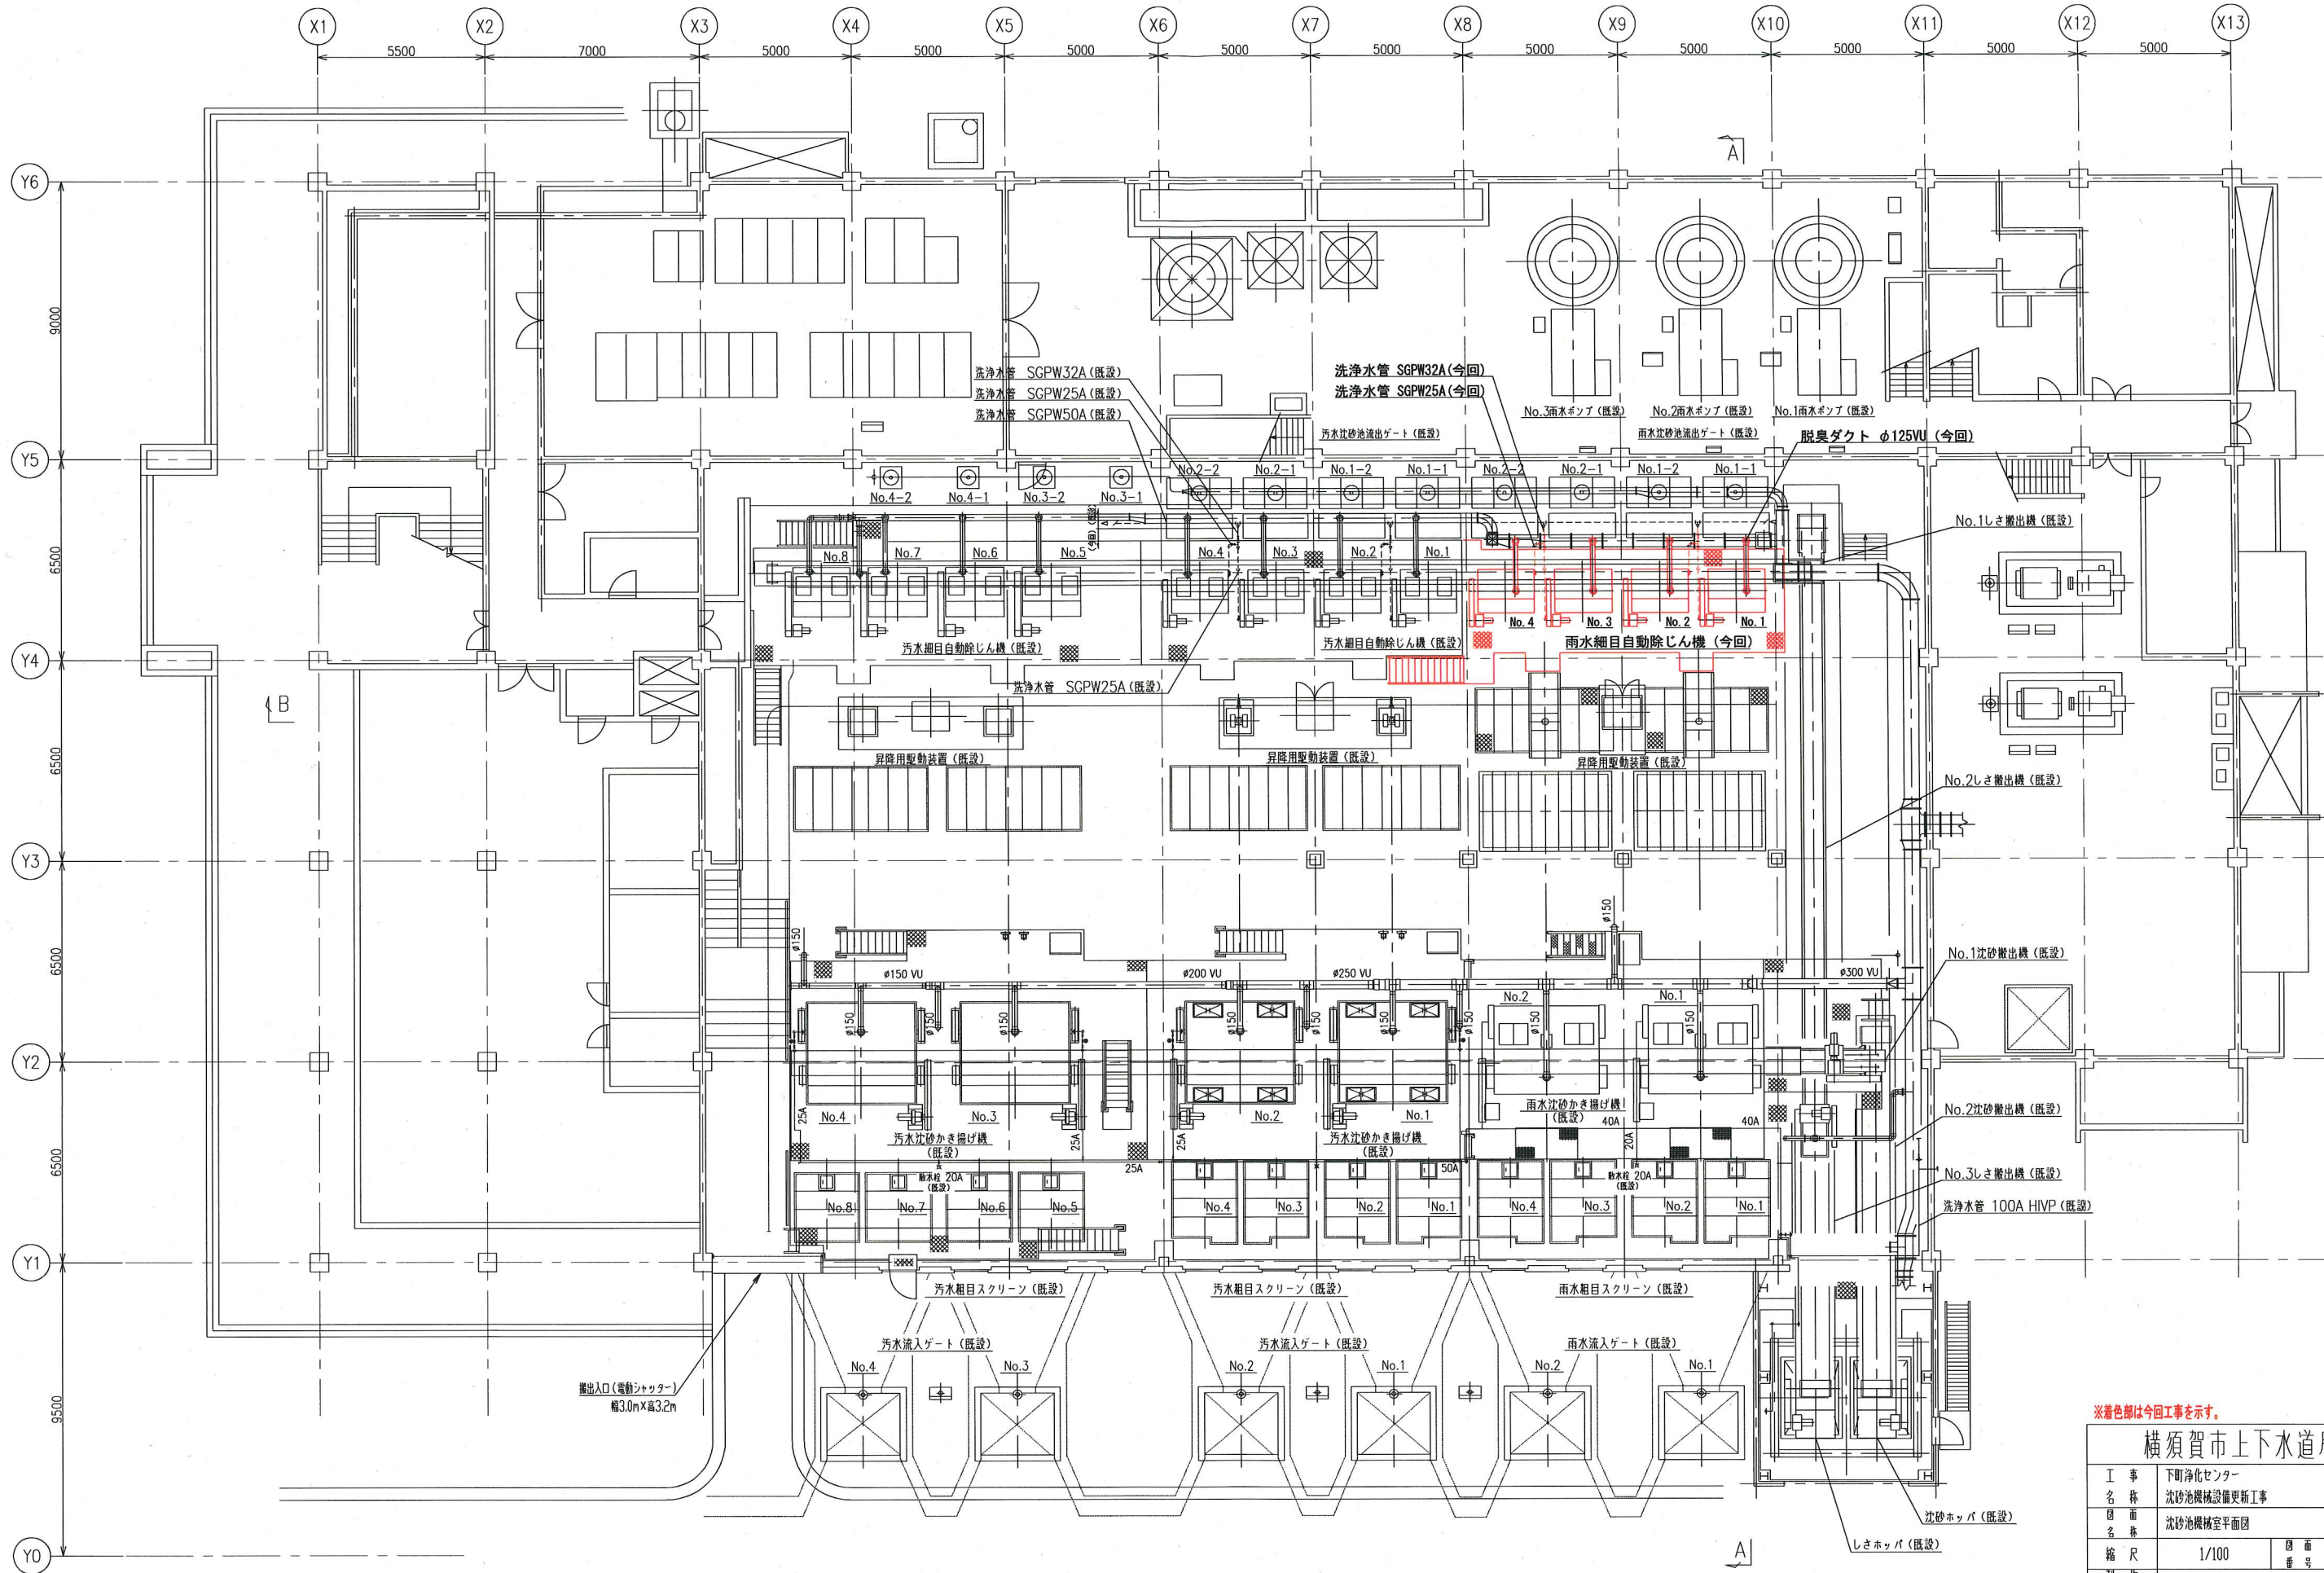 X1
X2
X3
X4
X5
X6
X7
X8
X9
X10
X11
X12
X13
5500
7000
5000
5000
5000
5000
5000
5000
5000
5000
5000
5000
A
Y6
9000
洗浄水管 SGPW32A(既設)
洗浄水管 SGPW25A(既設)
洗浄水管 SGPW50A(既設)
洗浄水管 SGPW32A(今回)
洗浄水管 SGPW25A(今回)
No.3雨水ポンプ(既設)
No.2雨水ポンプ(既設)
No.1雨水ポンプ(既設)
汚水沈砂池流出ゲート(既設)
雨水沈砂池流出ゲート(既設)
脱臭ダクト φ125VU(今回)
Y5
No.4-2
No.4-1
No.3-2
No.3-1
No.2-2
No.2-1
No.1-2
No.1-1
No.2-2
No.2-1
No.1-2
No.1-1
(今回)(既設)
No.1しさ搬出機(既設)
6500
No.8
No.7
No.6
No.5
No.4
No.3
No.2
No.1
No.4
No.3
No.2
No.1
汚水細目自動除じん機(既設)
汚水細目自動除じん機(既設)
雨水細目自動除じん機(今回)
Y4
洗浄水管 SGPW25A(既設)
B
6500
昇降用駆動装置(既設)
昇降用駆動装置(既設)
昇降用駆動装置(既設)
No.2しさ搬出機(既設)
Y3
6500
φ150
φ150
φ150 VU
φ200 VU
φ250 VU
φ300 VU
No.1沈砂搬出機(既設)
No.2
No.1
φ150
φ150
φ150
φ150
φ150
φ150
φ150
φ150
φ150
Y2
25A
No.4
No.3
25A
25A
No.2
No.1
汚水沈砂かき揚げ機
(既設)
汚水沈砂かき揚げ機
(既設)
雨水沈砂かき揚げ機
(既設)
40A
20A
40A
No.2沈砂搬出機(既設)
6500
25A
50A
散水栓 20A
(既設)
散水栓 20A
(既設)
No.3しさ搬出機(既設)
No.8
No.7
No.6
No.5
No.4
No.3
No.2
No.1
No.4
No.3
No.2
No.1
洗浄水管 100A HIVP(既設)
Y1
汚水粗目スクリーン(既設)
汚水粗目スクリーン(既設)
雨水粗目スクリーン(既設)
汚水流入ゲート(既設)
汚水流入ゲート(既設)
雨水流入ゲート(既設)
No.4
No.3
No.2
No.1
No.2
No.1
搬出入口(電動シャッター)
幅3.0m×高3.2m
9500
沈砂ホッパ(既設)
しさホッパ(既設)
A
Y0
※着色部は今回工事を示す。
横須賀市上下水道
工事名称
下町浄化センター
沈砂池機械設備更新工事
図面名称
沈砂池機械室平面図
縮尺
1/100
図面番号